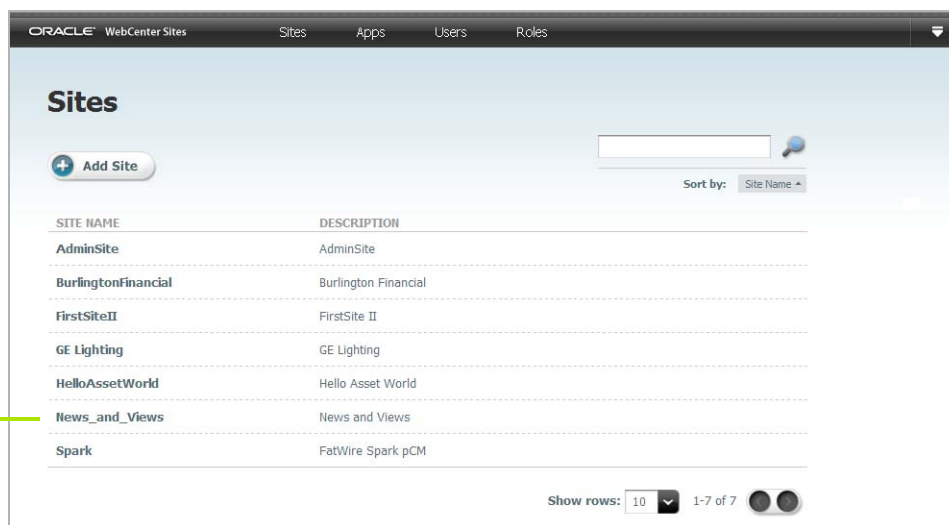 ORACLE WebCenter Sites Sites Apps Users Roles
Sites
Add Site
Sort by: Site Name
SITE NAME DESCRIPTION
AdminSite AdminSite
BurlingtonFinancial Burlington Financial
FirstSiteII FirstSite II
GE Lighting GE Lighting
HelloAssetWorld Hello Asset World
News_and_Views News and Views
Spark FatWire Spark pCM
Show rows: 10 1-7 of 7